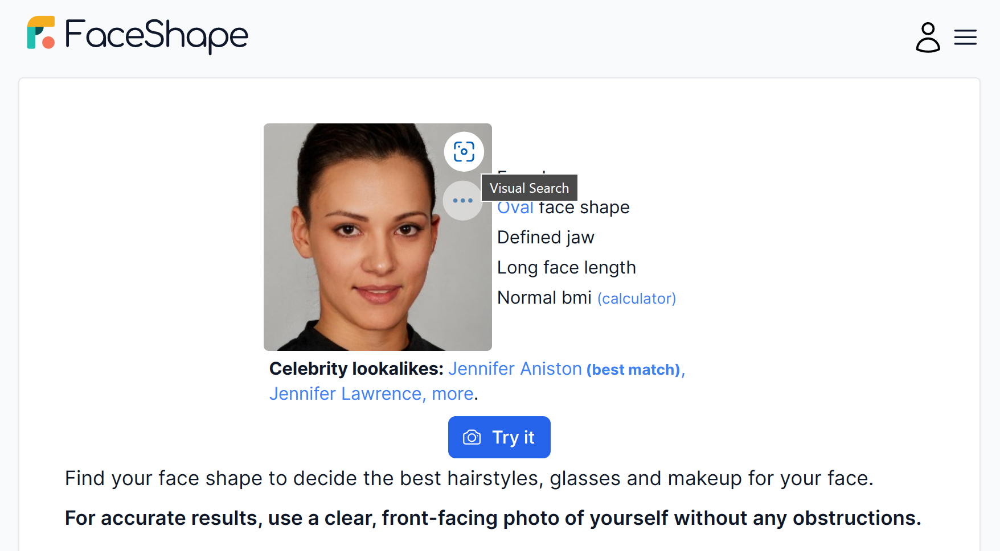 FaceShape
Visual Search
Oval face shape
Defined jaw
Long face length
Normal bmi (calculator)
Celebrity lookalikes: Jennifer Aniston (best match),
Jennifer Lawrence, more.
Try it
Find your face shape to decide the best hairstyles, glasses and makeup for your face.
For accurate results, use a clear, front-facing photo of yourself without any obstructions.